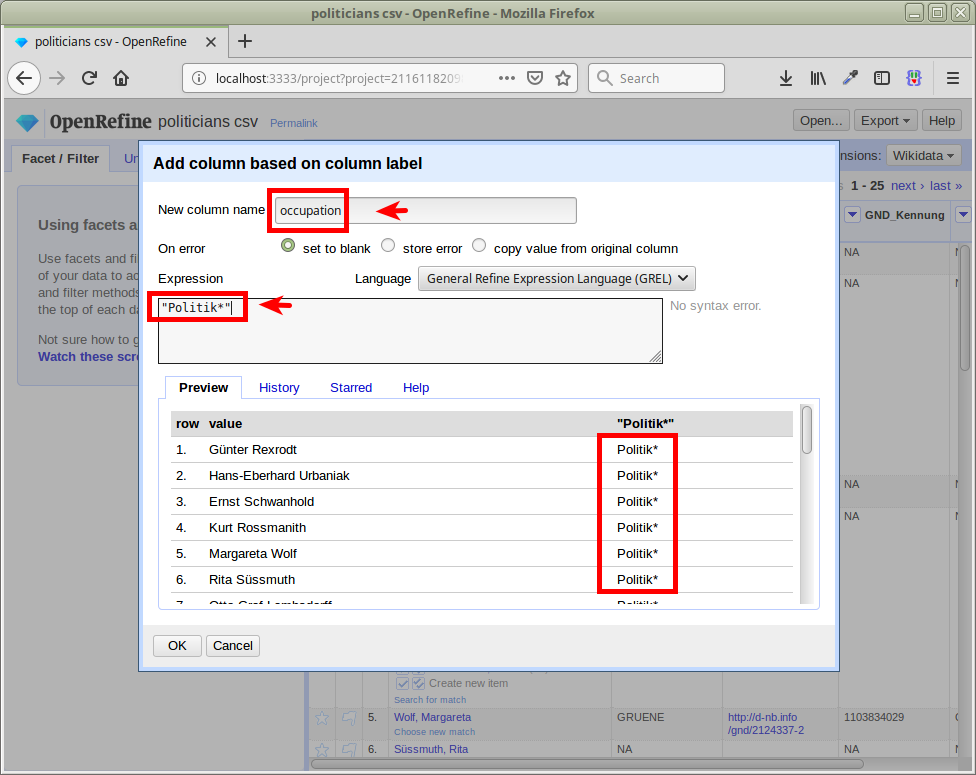 politicians csv - OpenRefine - Mozilla Firefox
politicians csv - OpenRefine
localhost:3333/project?project=211611820
Search
OpenRefine politicians csv Permalink
Open... Export Help
Facet / Filter
Extensions: Wikidata
1 - 25 next › last »
Using facets a
Use facets and fi
of your data to ac
and filter methods
the top of each da
Not sure how to g
Watch these scre
GND_Kennung
NA
NA
NA
NA
Add column based on column label
New column name occupation
On error set to blank store error copy value from original column
Expression Language General Refine Expression Language (GREL)
"Politik*"
No syntax error.
Preview History Starred Help
row value "Politik*"
1. Günter Rexrodt Politik*
2. Hans-Eberhard Urbaniak Politik*
3. Ernst Schwanhold Politik*
4. Kurt Rossmanith Politik*
5. Margareta Wolf Politik*
6. Rita Süssmuth Politik*
7. Otto Graf Lambsdorff Politik*
OK Cancel
Create new item
Search for match
5. Wolf, Margareta GRUENE http://d-nb.info 1103834029
Choose new match /gnd/2124337-2
6. Süssmuth, Rita NA NA